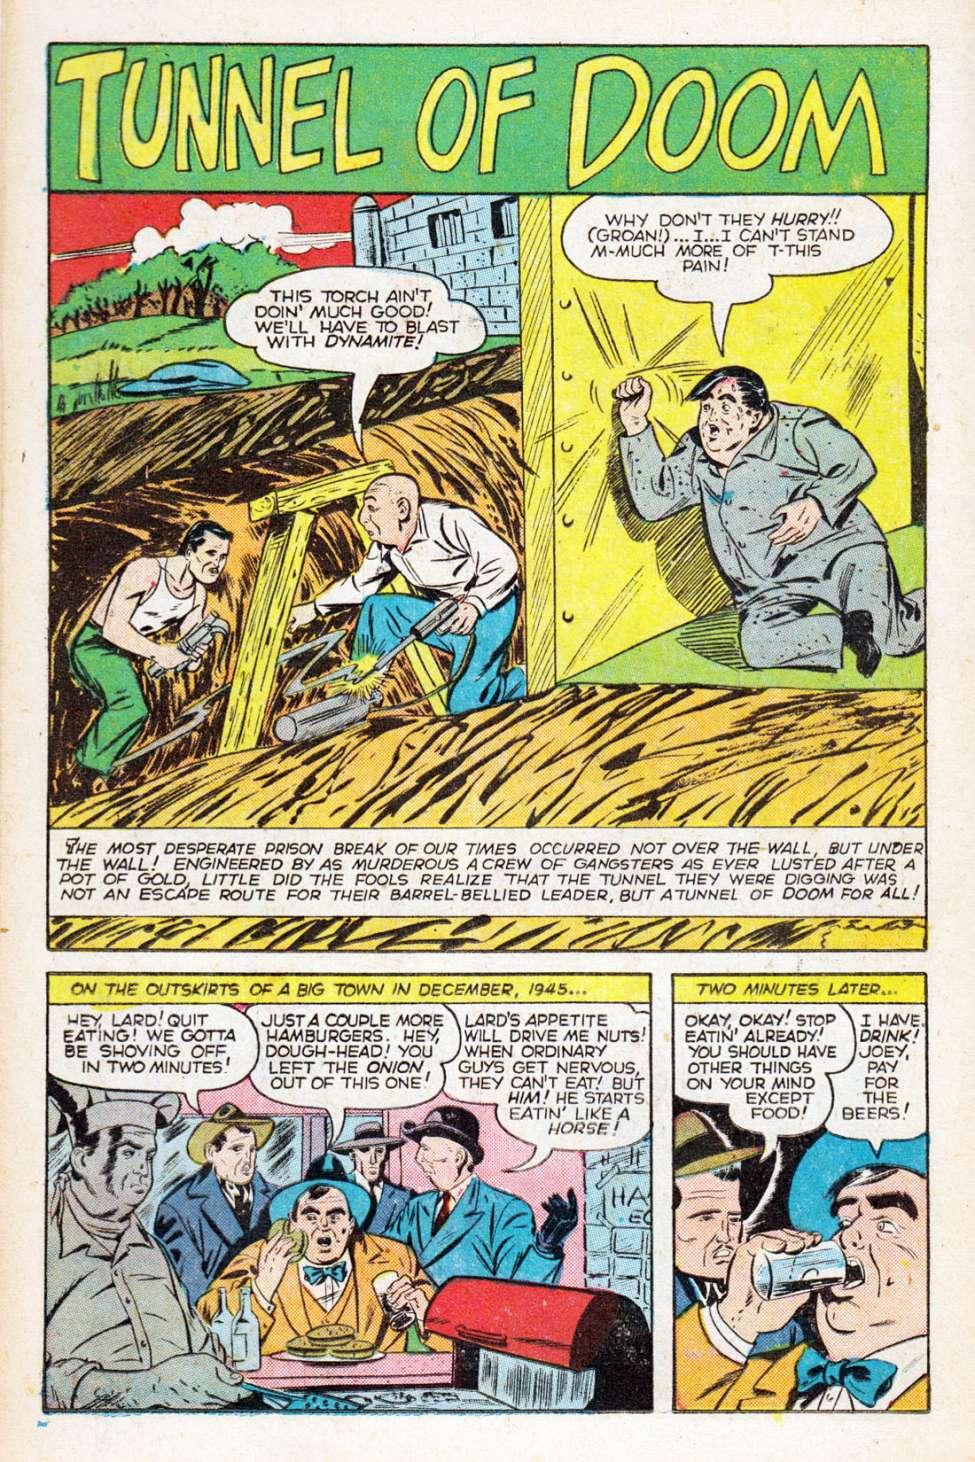 TUNNEL OF DOOM
THIS TORCH AIN'T
DOIN' MUCH GOOD!
WE'LL HAVE TO BLAST
WITH DYNAMITE!
WHY DON'T THEY HURRY!!
(GROAN!)...I...I CAN'T STAND
M-MUCH MORE OF T-THIS
PAIN!
THE MOST DESPERATE PRISON BREAK OF OUR TIMES OCCURRED NOT OVER THE WALL, BUT UNDER
THE WALL! ENGINEERED BY AS MURDEROUS A CREW OF GANGSTERS AS EVER LUSTED AFTER A
POT OF GOLD, LITTLE DID THE FOOLS REALIZE THAT THE TUNNEL THEY WERE DIGGING WAS
NOT AN ESCAPE ROUTE FOR THEIR BARREL-BELLIED LEADER, BUT A TUNNEL OF DOOM FOR ALL!
ON THE OUTSKIRTS OF A BIG TOWN IN DECEMBER, 1945...
HEY, LARD! QUIT
EATING! WE GOTTA
BE SHOVING OFF
IN TWO MINUTES!
JUST A COUPLE MORE
HAMBURGERS. HEY,
DOUGH-HEAD! YOU
LEFT THE ONION
OUT OF THIS ONE!
LARD'S APPETITE
WILL DRIVE ME NUTS!
WHEN ORDINARY
GUYS GET NERVOUS,
THEY CAN'T EAT! BUT
HIM! HE STARTS
EATIN' LIKE A
HORSE!
HA
EG
TWO MINUTES LATER...
OKAY, OKAY! STOP
EATIN' ALREADY!
YOU SHOULD HAVE
OTHER THINGS
ON YOUR MIND
EXCEPT
FOOD!
I HAVE.
DRINK!
JOEY,
PAY
FOR
THE
BEERS!